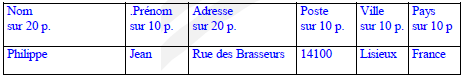 Nom .Prénom Adresse Poste Ville Pays
sur 20 p. sur 10 p. sur 20 p. sur 10 p. sur 10 p. sur 10 p
Philippe Jean Rue des Brasseurs 14100 Lisieux France